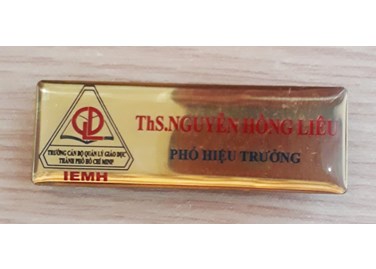 ThS.NGUYỄN HỒNG LIÊU
PHÓ HIỆU TRƯỞNG
TRƯỜNG CÁN BỘ QUẢN LÝ GIÁO DỤC
THÀNH PHỐ HỒ CHÍ MINH
IEMH